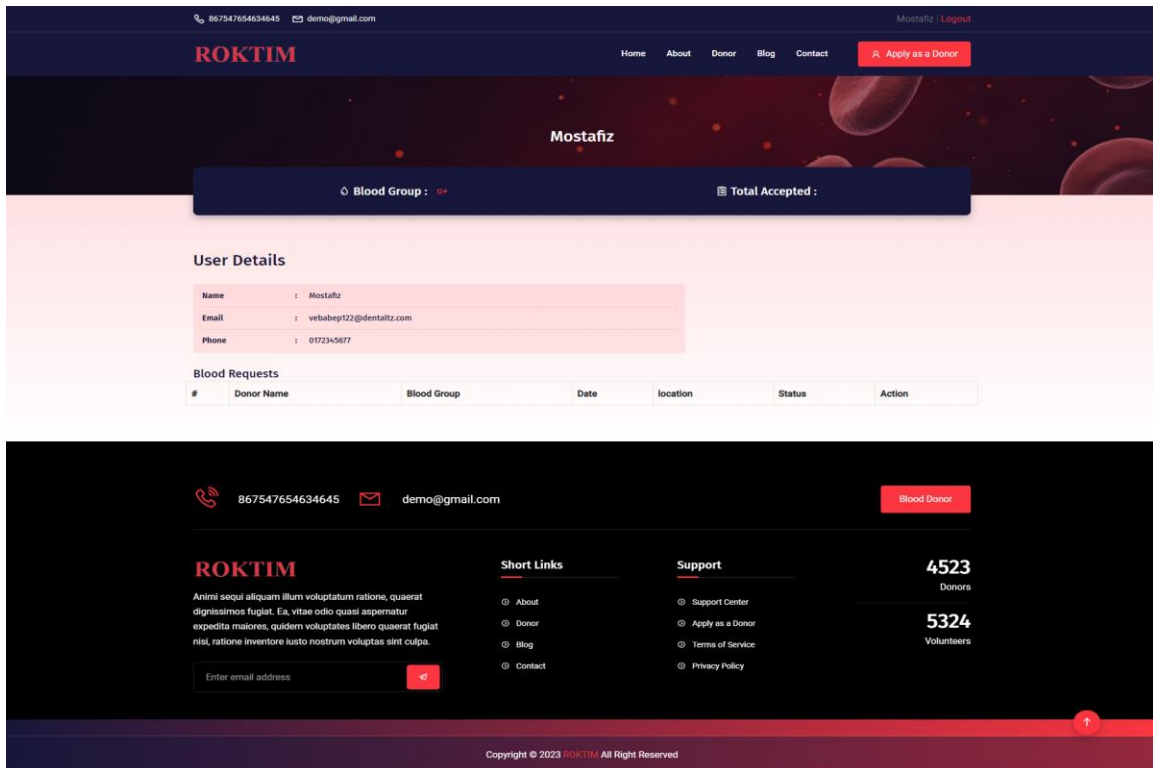 867547654634645 demo@gmail.com Mostafiz | Logout
ROKTIM Home About Donor Blog Contact Apply as a Donor
Mostafiz
Blood Group : Total Accepted :
User Details
Name : Mostafiz
Email : vebabep122@dentaltz.com
Phone : 0172345677
Blood Requests
# Donor Name Blood Group Date location Status Action
867547654634645 demo@gmail.com Blood Donor
ROKTIM
Animi sequi aliquam illum voluptatum ratione, quaerat
dignissimos fugiat. Ea, vitae odio quasi aspernatur
expedita maiores, quidem voluptates libero quaerat fugiat
nisi, ratione inventore iusto nostrum voluptas sint culpa.
Enter email address
Short Links
About
Donor
Blog
Contact
Support
Support Center
Apply as a Donor
Terms of Service
Privacy Policy
4523
Donors
5324
Volunteers
Copyright © 2023 ROKTIM All Right Reserved